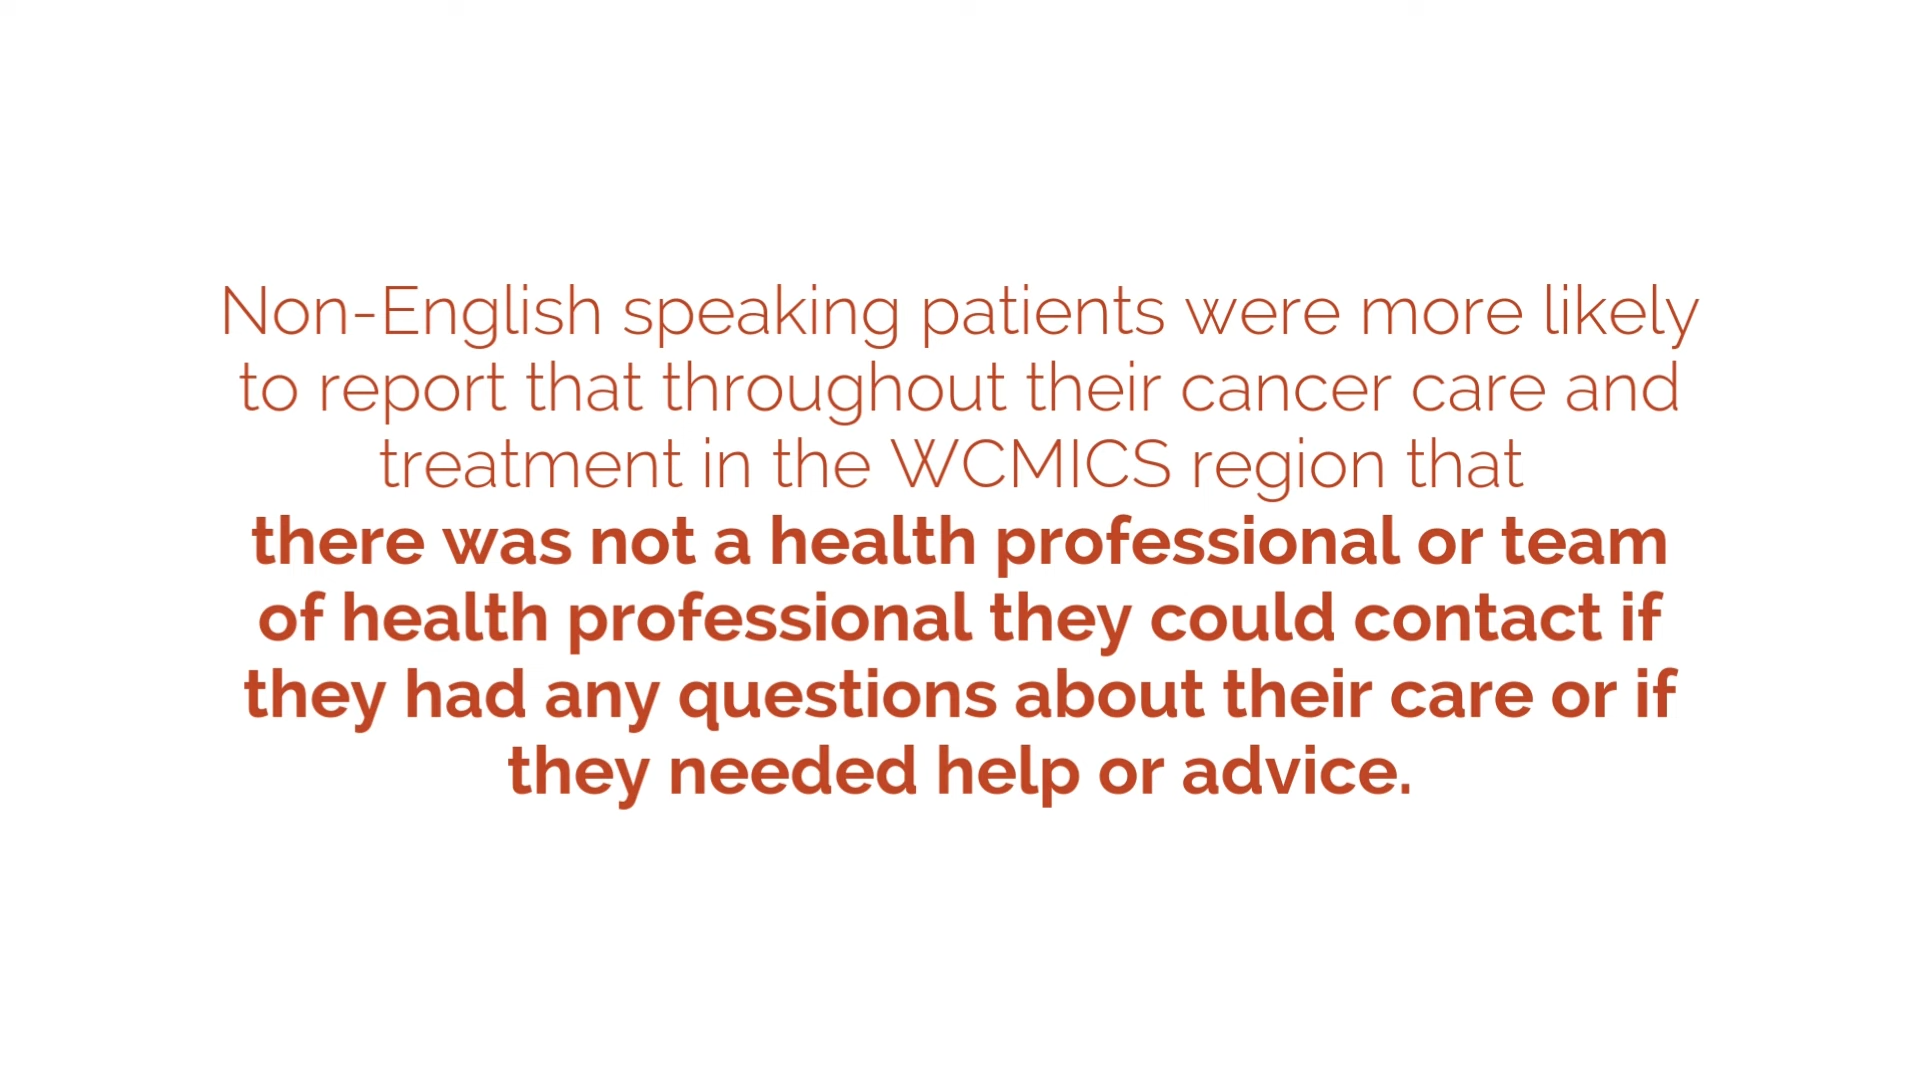 Non-English speaking patients were more likely
to report that throughout their cancer care and
treatment in the WCMICS region that
there was not a health professional or team
of health professional they could contact if
they had any questions about their care or if
they needed help or advice.